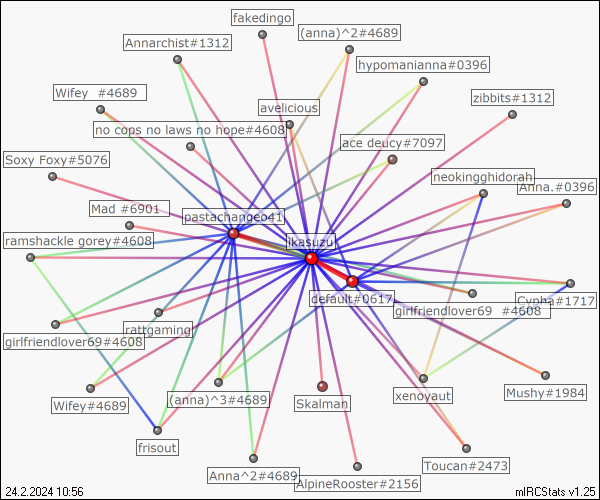 fakedingo
(anna)^2#4689
Annarchist#1312
hypomanianna#0396
Wifey  #4689
zibbits#1312
avelicious
no cops no laws no hope#4608
ace deucy#7097
Soxy Foxy#5076
neokingghidorah
Anna.#0396
Mad #6901
pastachangeo41
ramshackle gorey#4608
ikasuzu
default#0617
girlfriendlover69  #4608
Cypha#1717
rattgaming
girlfriendlover69#4608
Mushy#1984
xenoyaut
(anna)^3#4689
Skalman
Wifey#4689
frisout
Toucan#2473
Anna^2#4689
AlpineRooster#2156
24.2.2024 10:56
mIRCStats v1.25